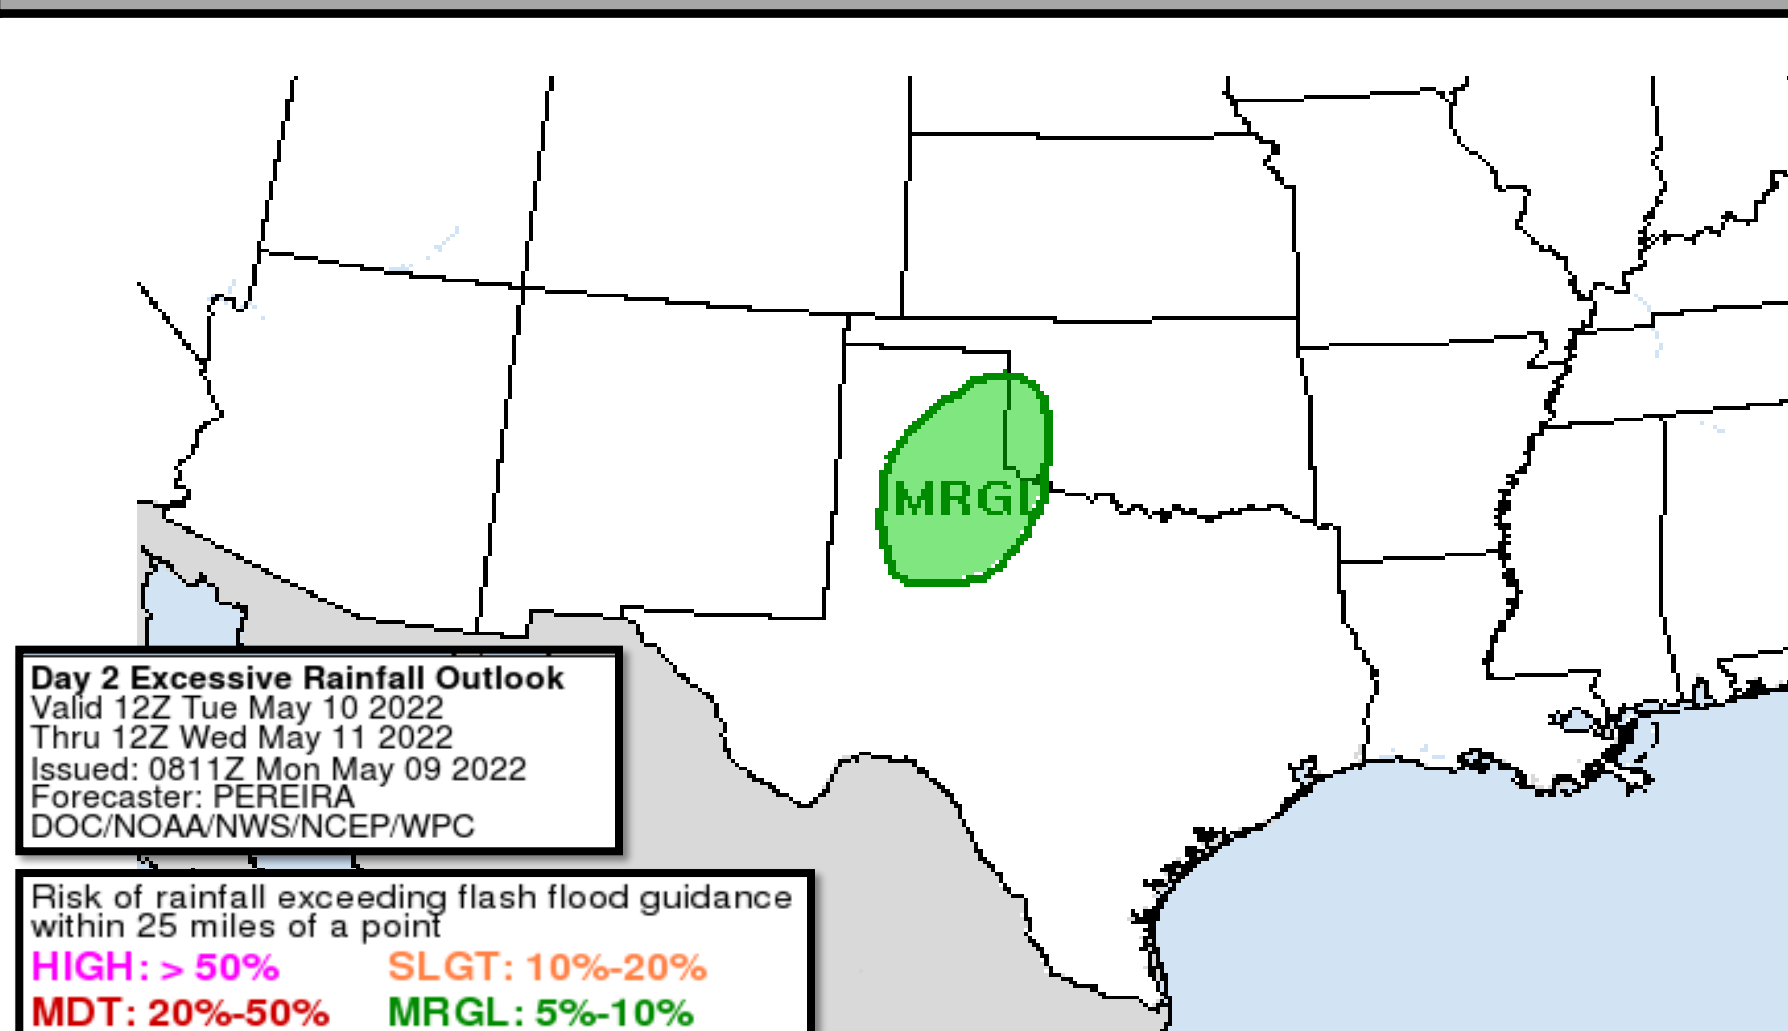 MRGL
Day 2 Excessive Rainfall Outlook
Valid 12Z Tue May 10 2022
Thru 12Z Wed May 11 2022
Issued: 0811Z Mon May 09 2022
Forecaster: PEREIRA
DOC/NOAA/NWS/NCEP/WPC
Risk of rainfall exceeding flash flood guidance
within 25 miles of a point
HIGH: > 50% SLGT: 10%-20%
MDT: 20%-50% MRGL: 5%-10%